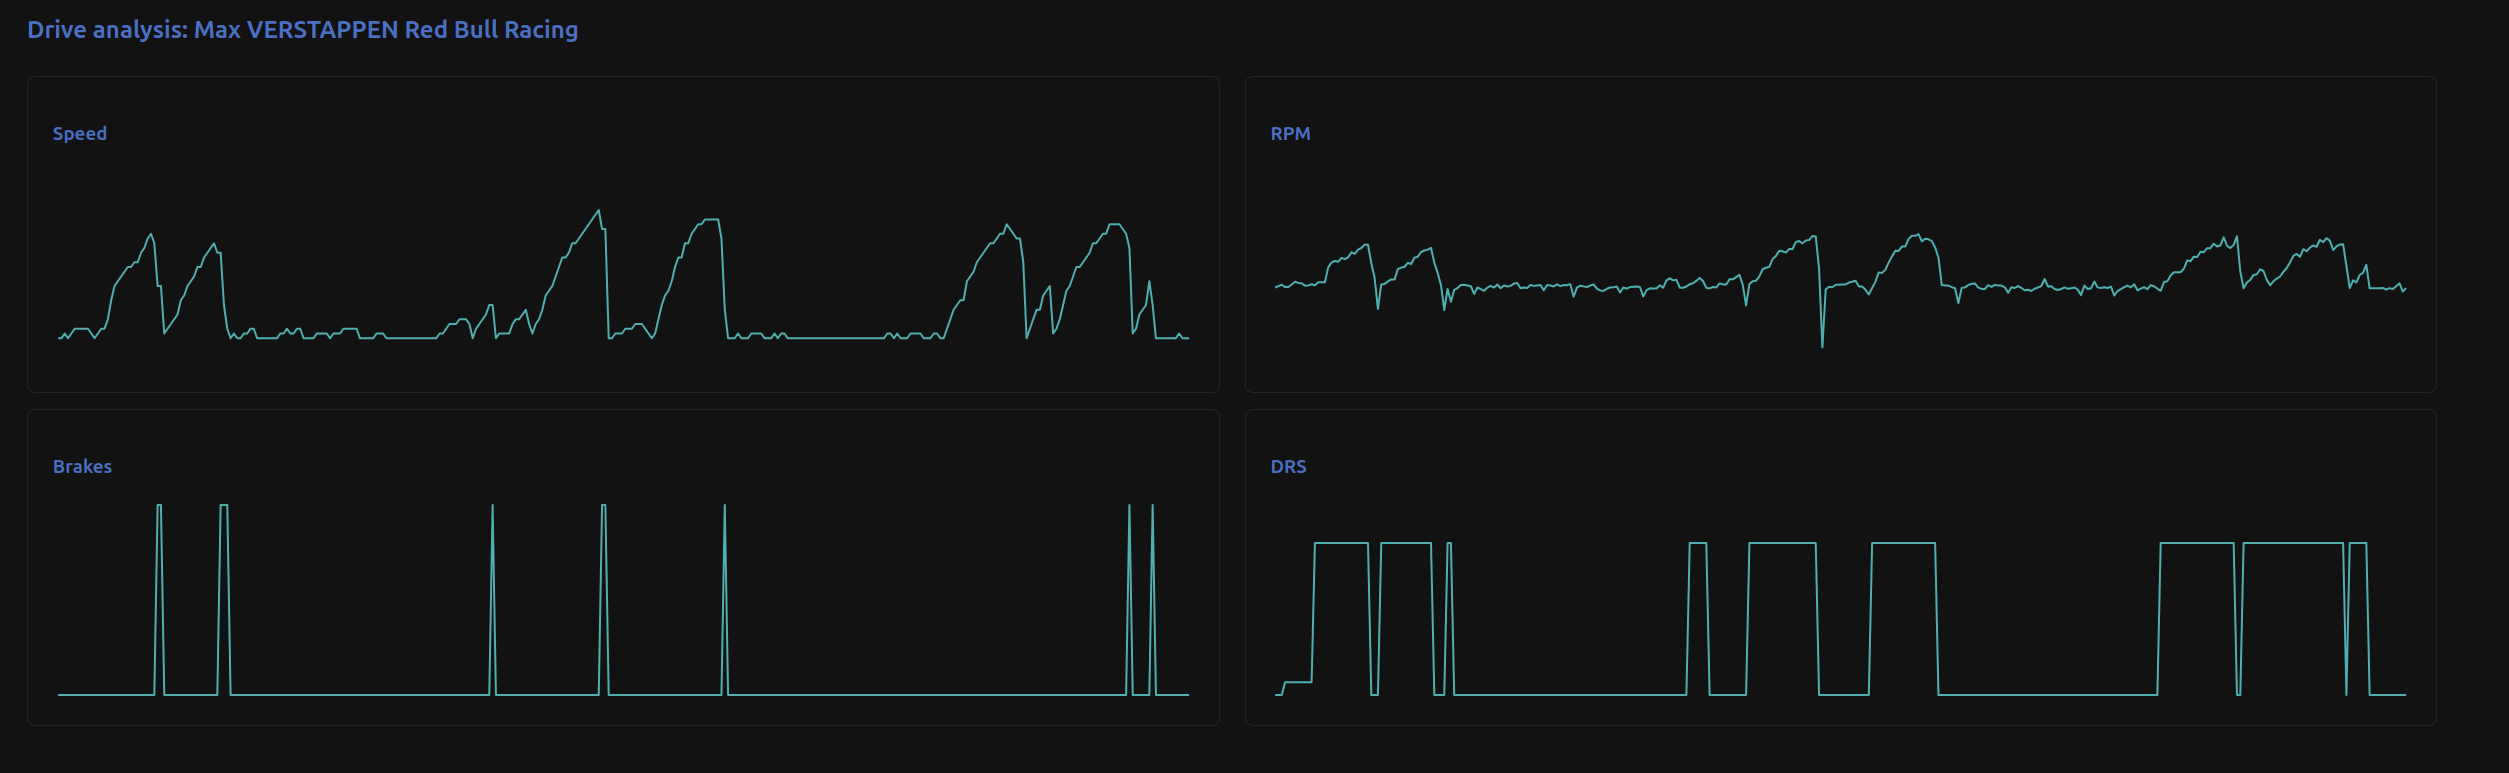 Drive analysis: Max VERSTAPPEN Red Bull Racing
Speed
RPM
Brakes
DRS